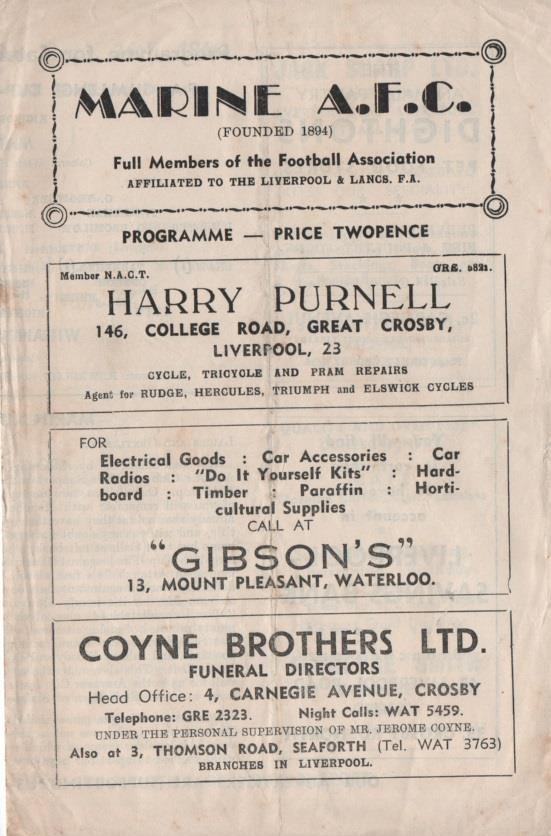 MARINE A.F.C.
(FOUNDED 1894)
Full Members of the Football Association
AFFILIATED TO THE LIVERPOOL & LANCS. F.A.
PROGRAMME — PRICE TWOPENCE
Member N.A.C.T. GRE. 5821.
HARRY PURNELL
146, COLLEGE ROAD, GREAT CROSBY,
LIVERPOOL, 23
CYCLE, TRICYCLE AND PRAM REPAIRS
Agent for RUDGE, HERCULES, TRIUMPH and ELSWICK CYCLES
FOR
Electrical Goods : Car Accessories : Car
Radios : "Do It Yourself Kits" : Hard-
board : Timber : Paraffin : Horti-
cultural Supplies
CALL AT
"GIBSON'S"
13, MOUNT PLEASANT, WATERLOO.
COYNE BROTHERS LTD.
FUNERAL DIRECTORS
Head Office: 4, CARNEGIE AVENUE, CROSBY
Telephone: GRE 2323. Night Calls: WAT 5459.
UNDER THE PERSONAL SUPERVISION OF MR. JEROME COYNE.
Also at 3, THOMSON ROAD, SEAFORTH (Tel. WAT 3763)
BRANCHES IN LIVERPOOL.